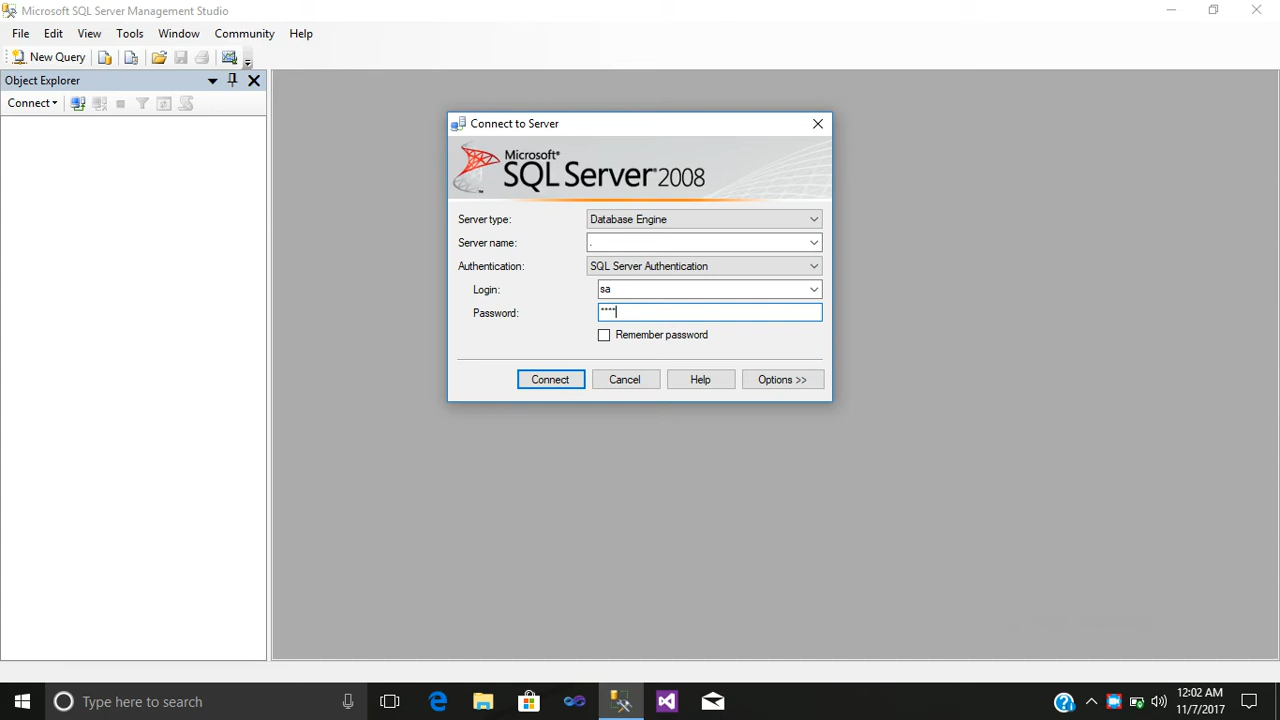 Microsoft SQL Server Management Studio
File Edit View Tools Window Community Help
New Query
Object Explorer
Connect
Connect to Server
Microsoft®
SQL Server® 2008
Server type: Database Engine
Server name: .
Authentication: SQL Server Authentication
Login: sa
Password: ****
Remember password
Connect Cancel Help Options >>
Type here to search
12:02 AM
11/7/2017